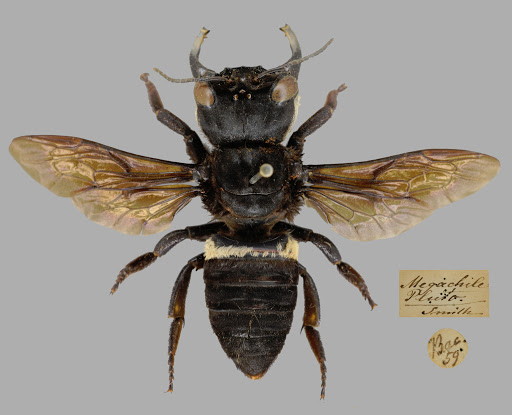 Megachile
Pluto.
Smith.
Bac.
59.